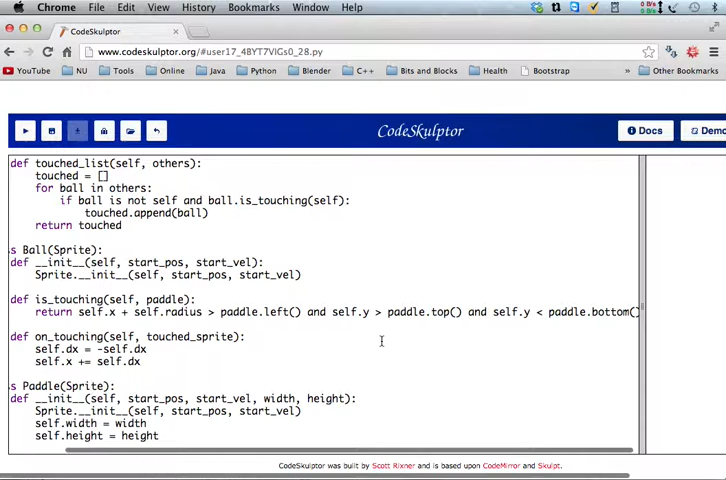 Chrome File Edit View History Bookmarks Window Help
CodeSkulptor
www.codeskulptor.org/#user17_4BYT7VlGs0_28.py
YouTube NU Tools Online Java Python Blender C++ Bits and Blocks Health Bootstrap » Other Bookmarks
CodeSkulptor
Docs
Demo
def touched_list(self, others):
touched = []
for ball in others:
if ball is not self and ball.is_touching(self):
touched.append(ball)
return touched
s Ball(Sprite):
def __init__(self, start_pos, start_vel):
Sprite.__init__(self, start_pos, start_vel)
def is_touching(self, paddle):
return self.x + self.radius > paddle.left() and self.y > paddle.top() and self.y < paddle.bottom()
def on_touching(self, touched_sprite):
self.dx = -self.dx
self.x += self.dx
s Paddle(Sprite):
def __init__(self, start_pos, start_vel, width, height):
Sprite.__init__(self, start_pos, start_vel)
self.width = width
self.height = height
CodeSkulptor was built by Scott Rixner and is based upon CodeMirror and Skulpt.